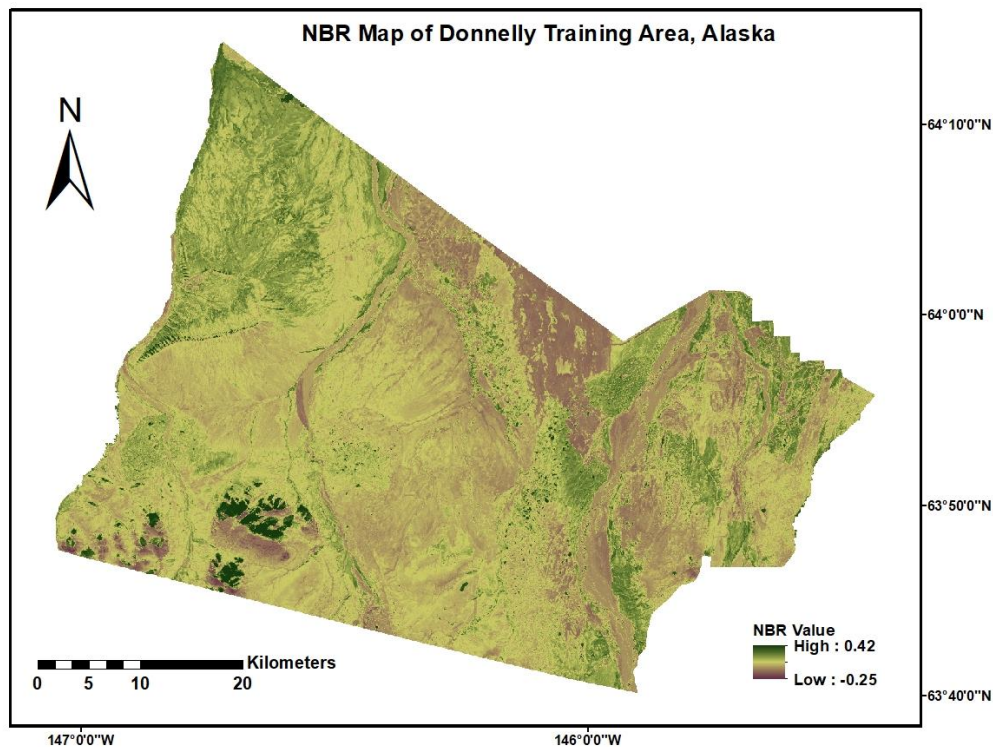 NBR Map of Donnelly Training Area, Alaska
N
64°10'0"N
64°0'0"N
63°50'0"N
NBR Value
High : 0.42
Low : -0.25
Kilometers
0 5 10 20
63°40'0"N
147°0'0"W 146°0'0"W